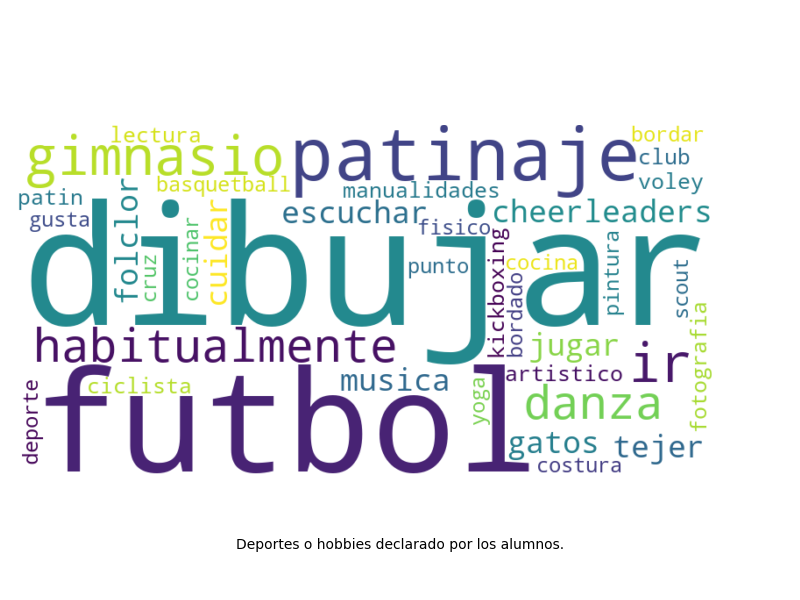 lectura
gimnasio
patinaje
bordar
club
voley
patin
gusta
basquetball
manualidades
escuchar
fisico
cheerleaders
folclor
cruz
cocinar
cuidar
dibujar
punto
kickboxing
cocina
bordado
pintura
scout
habitualmente
jugar
ir
fotografia
deporte
ciclista
musica
artistico
yoga
danza
futbol
gatos
tejer
costura
Deportes o hobbies declarado por los alumnos.